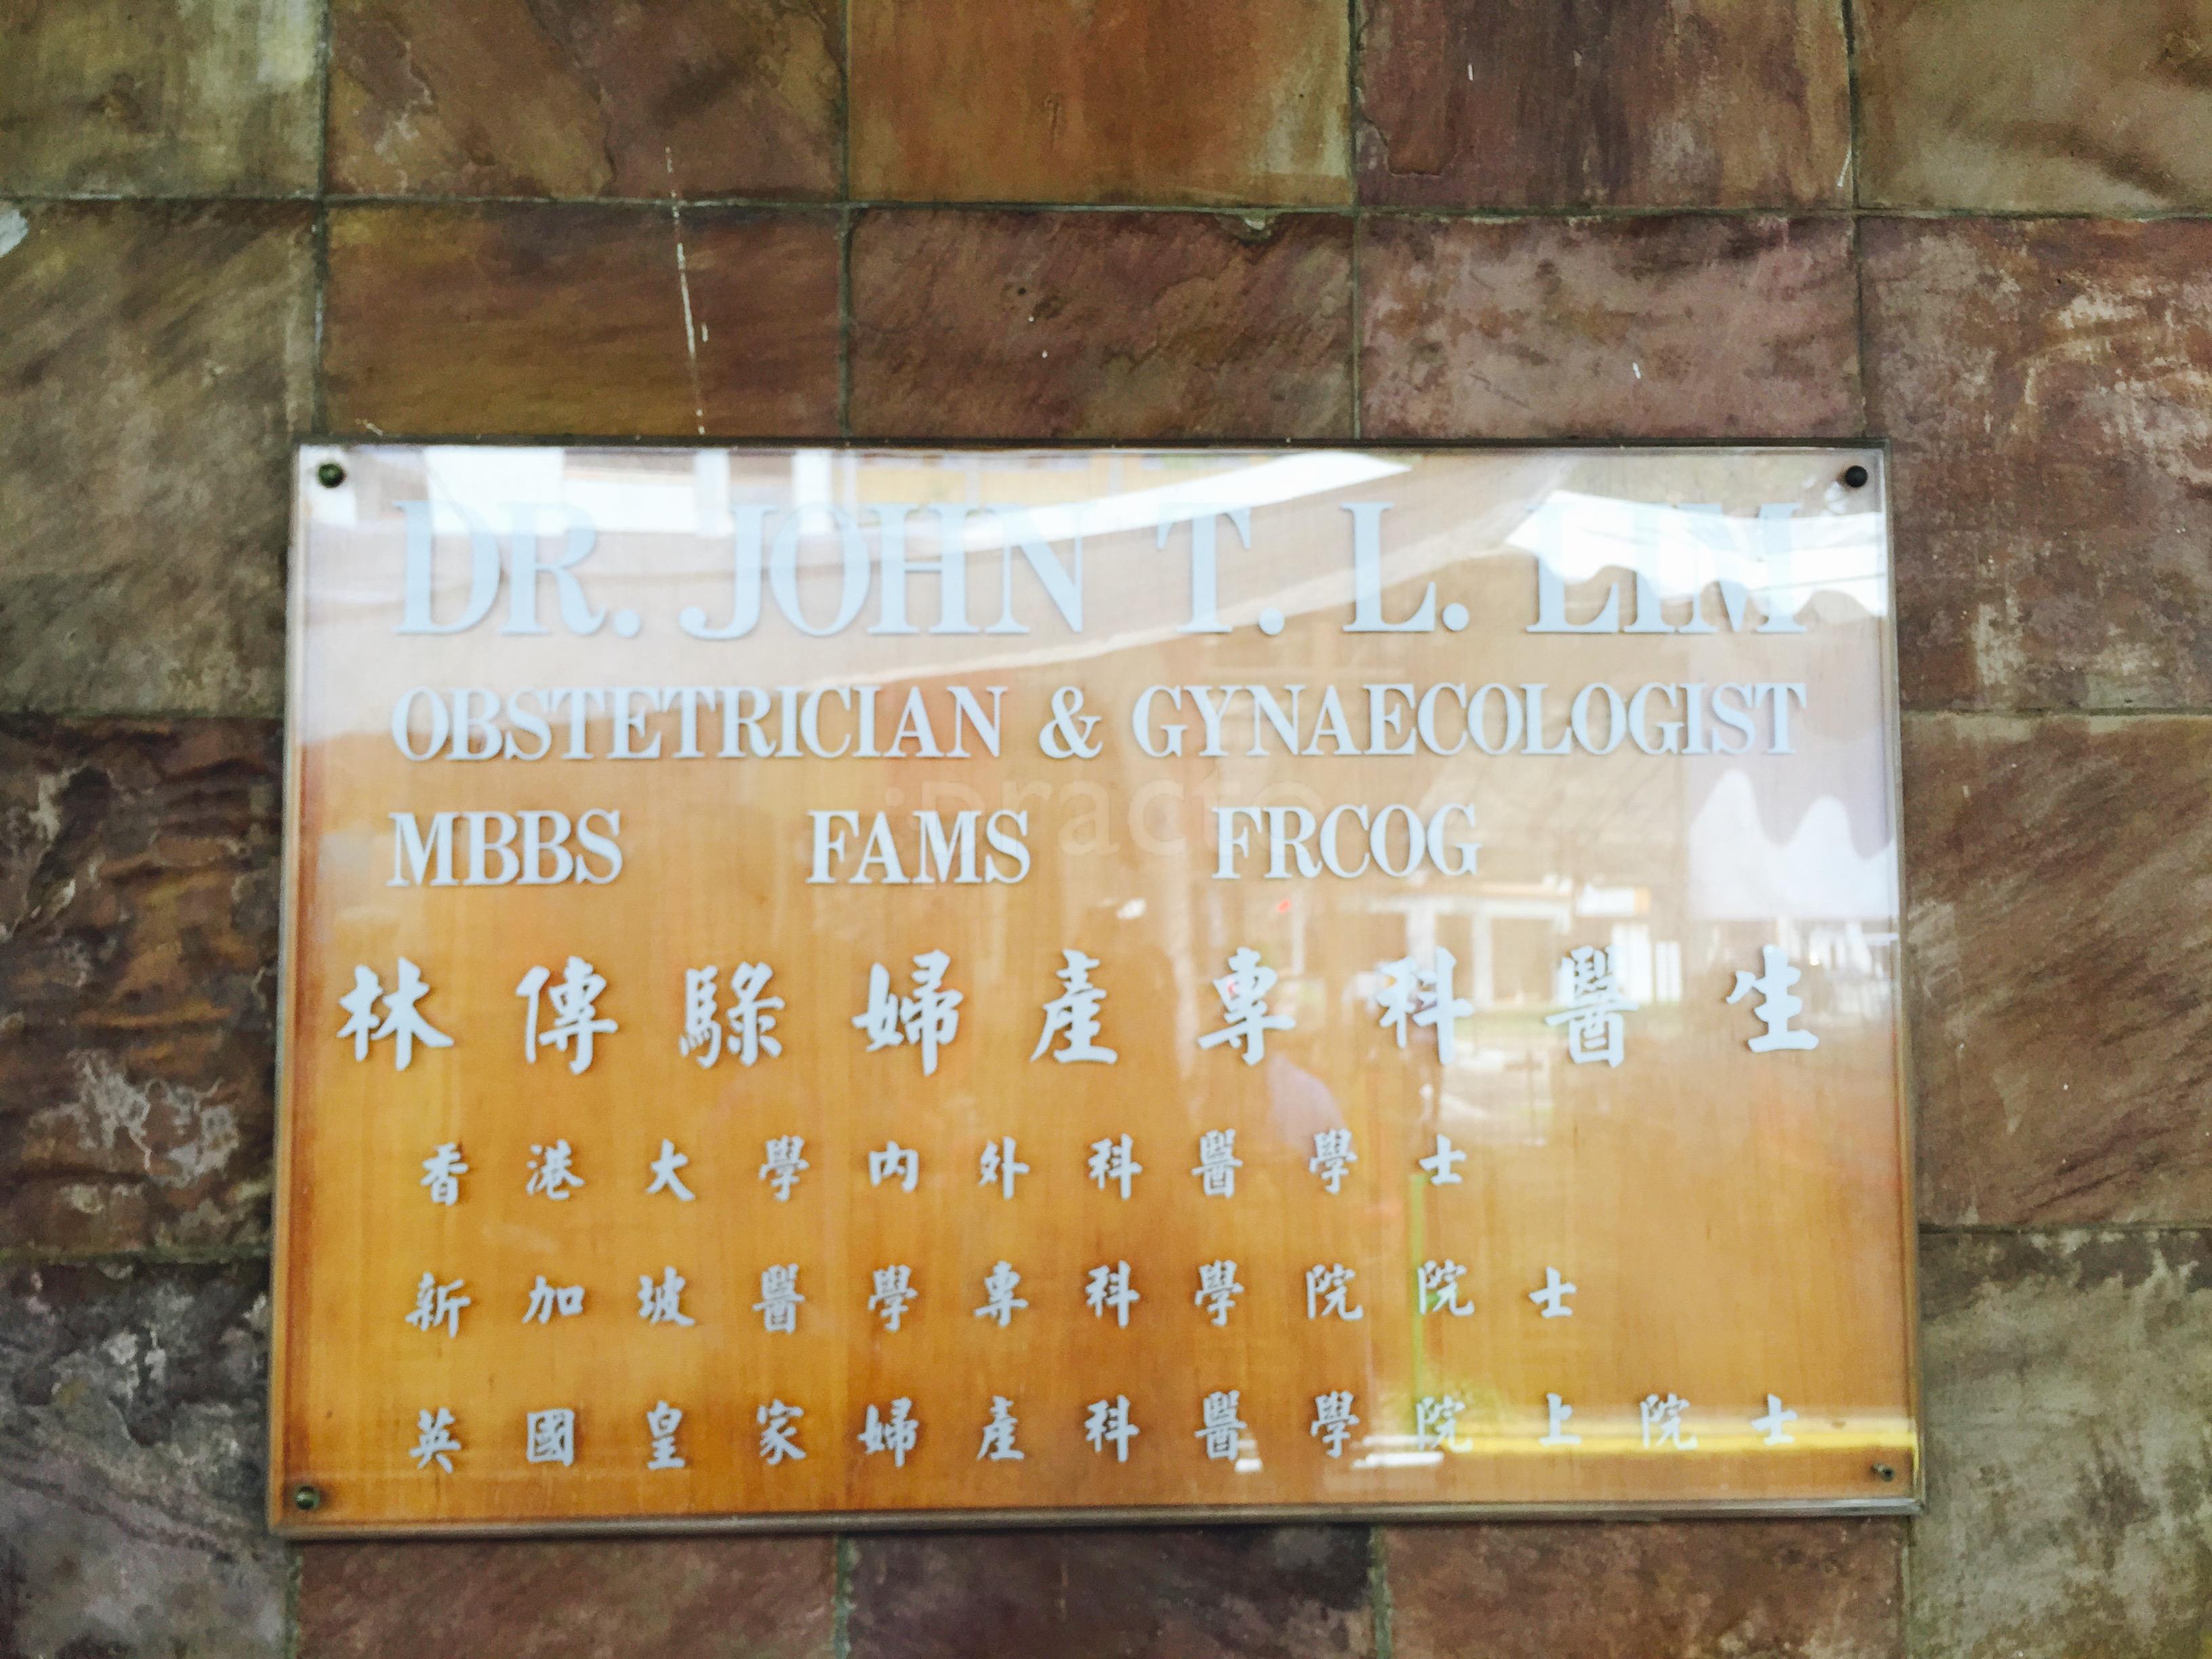 DR. JOHN T. L. LIM
OBSTETRICIAN & GYNAECOLOGIST
MBBS FAMS FRCOG
林傳騄婦產專科醫生
香港大學内外科醫學士
新加坡醫學專科學院院士
英國皇家婦產科醫學院上院士